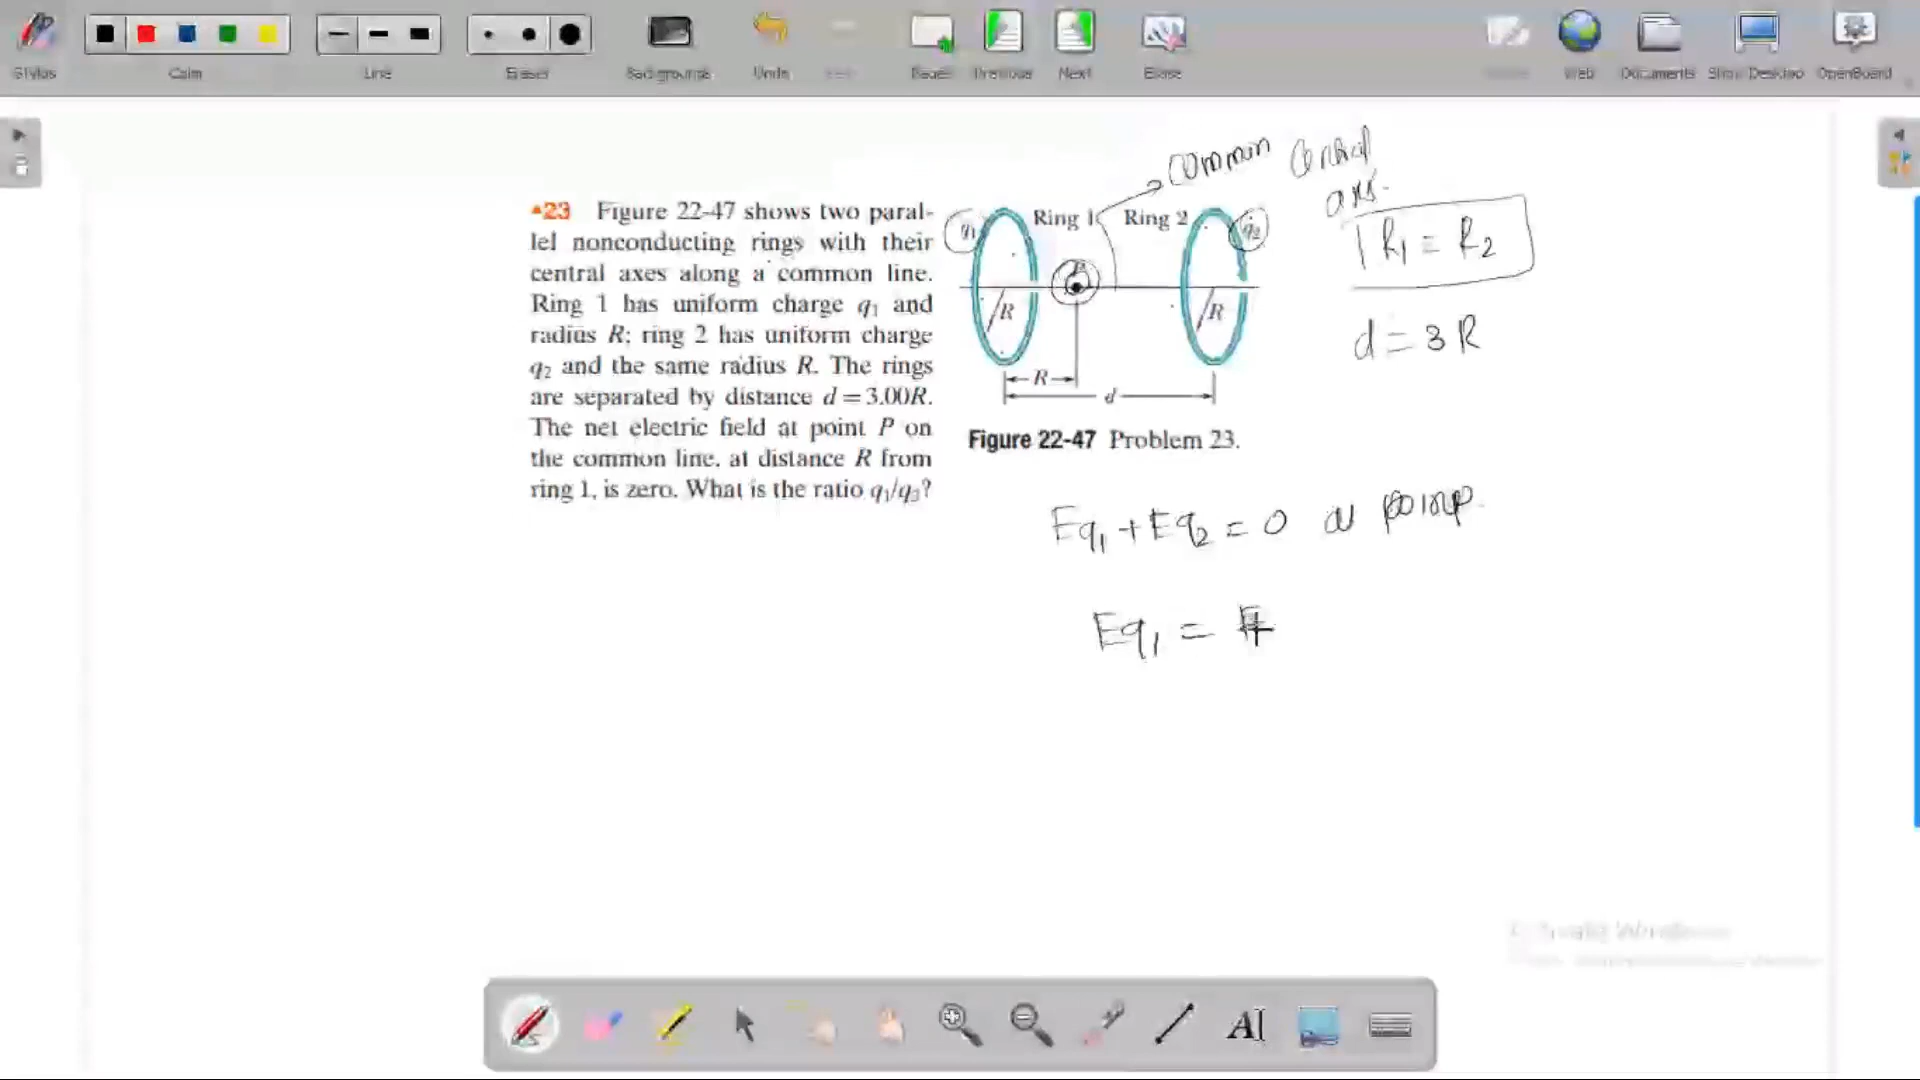 Stylus
Color
Line
Eraser
Backgrounds
Undo
Pages
Previous
Next
Erase
Web
Documents
Show Desktop
OpenBoard
23 Figure 22-47 shows two paral-
lel nonconducting rings with their
central axes along a common line.
Ring 1 has uniform charge q₁ and
radius R; ring 2 has uniform charge
q₂ and the same radius R. The rings
are separated by distance d = 3.00R.
The net electric field at point P on
the common line, at distance R from
ring 1, is zero. What is the ratio q₁/q₂?
Common Central
axis.
q₁
Ring 1
Ring 2
q₂
P
R
R
R
d
Figure 22-47 Problem 23.
R₁ = R₂
d = 3R
Eq₁ + Eq₂ = 0 at point P.
Eq₁ = E
AI